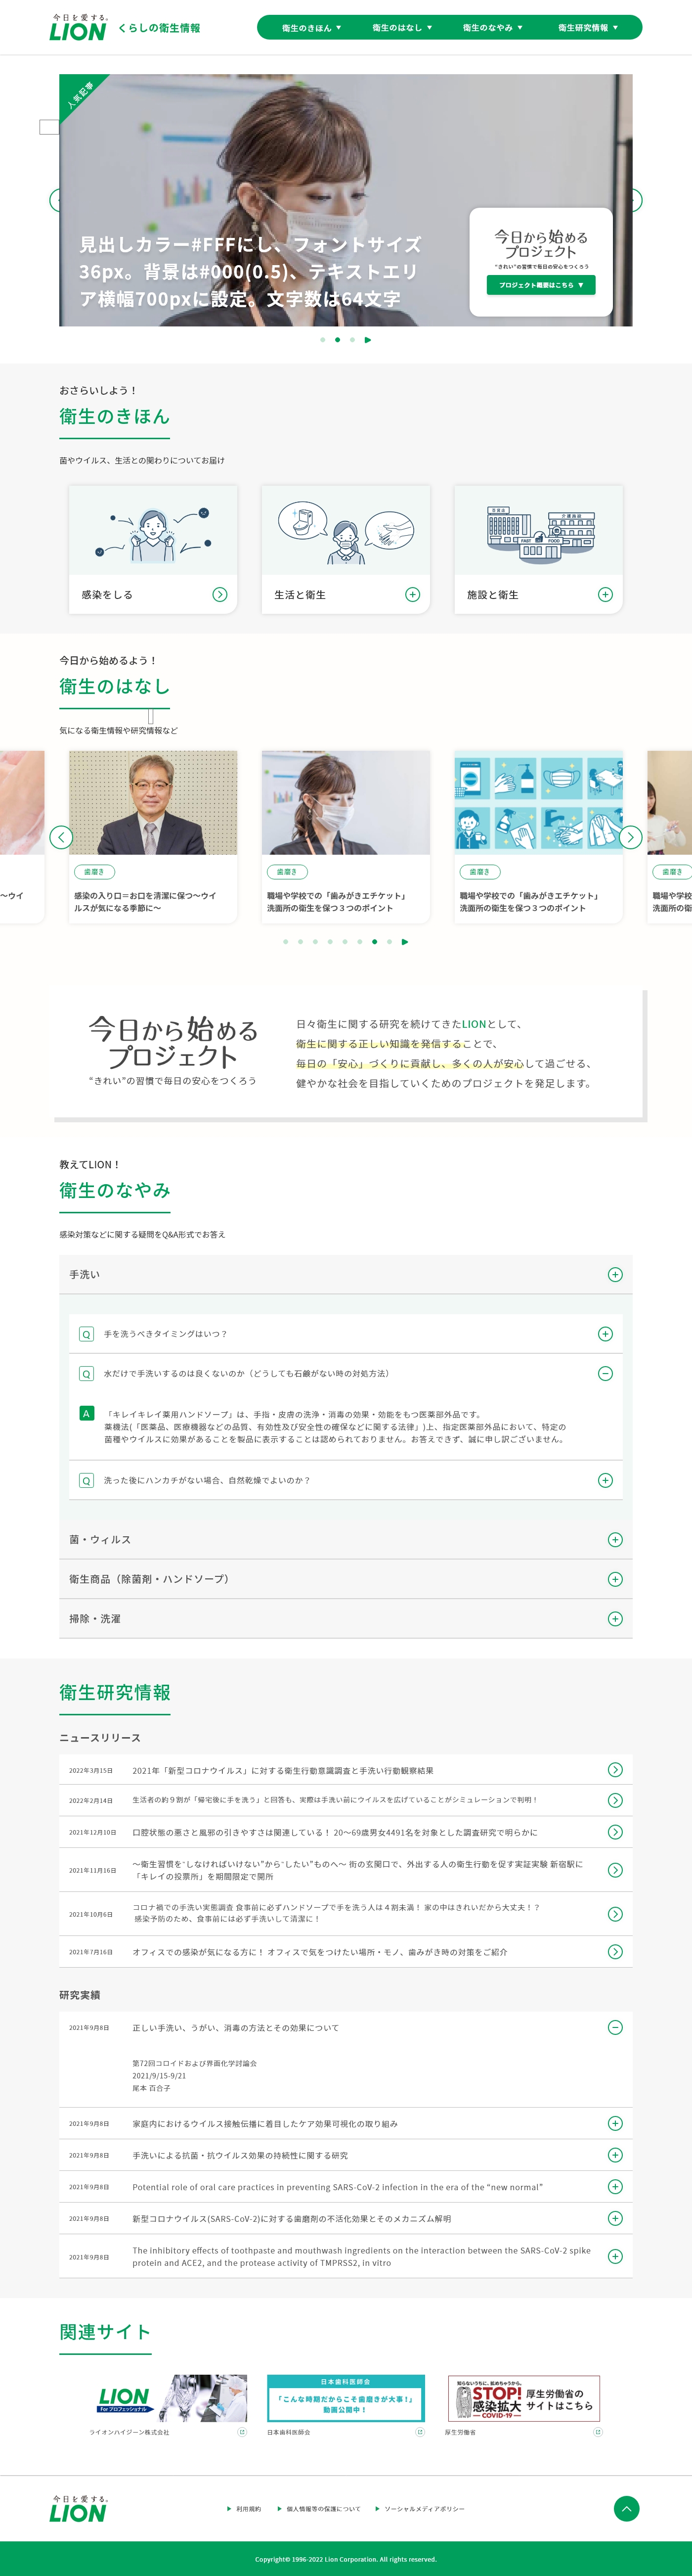 今日を愛する。
LION
くらしの衛生情報
衛生のきほん ▼
衛生のはなし ▼
衛生のなやみ ▼
衛生研究情報 ▼
人気記事
見出しカラー#FFFにし、フォントサイズ
36px。背景は#000(0.5)、テキストエリ
ア横幅700pxに設定。文字数は64文字
今日から始める
プロジェクト
“きれい”の習慣で毎日の安心をつくろう
プロジェクト概要はこちら ▼
おさらいしよう！
衛生のきほん
菌やウイルス、生活との関わりについてお届け
介護施設
FAST FOOD
感染をしる
生活と衛生
施設と衛生
今日から始めるよう！
衛生のはなし
気になる衛生情報や研究情報など
歯磨き
歯磨き
歯磨き
歯磨き
〜ウイ
感染の入り口＝お口を清潔に保つ〜ウイ
ルスが気になる季節に〜
職場や学校での「歯みがきエチケット」
洗面所の衛生を保つ３つのポイント
職場や学校での「歯みがきエチケット」
洗面所の衛生を保つ３つのポイント
職場や学校
洗面所の衛
今日から始める
プロジェクト
“きれい”の習慣で毎日の安心をつくろう
日々衛生に関する研究を続けてきたLIONとして、
衛生に関する正しい知識を発信することで、
毎日の「安心」づくりに貢献し、多くの人が安心して過ごせる、
健やかな社会を目指していくためのプロジェクトを発足します。
教えてLION！
衛生のなやみ
感染対策などに関する疑問をQ&A形式でお答え
手洗い
Q 手を洗うべきタイミングはいつ？
Q 水だけで手洗いするのは良くないのか（どうしても石鹸がない時の対処方法）
A 「キレイキレイ薬用ハンドソープ」は、手指・皮膚の洗浄・消毒の効果・効能をもつ医薬部外品です。
薬機法(「医薬品、医療機器などの品質、有効性及び安全性の確保などに関する法律」)上、指定医薬部外品において、特定の
菌種やウイルスに効果があることを製品に表示することは認められておりません。お答えできず、誠に申し訳ございません。
Q 洗った後にハンカチがない場合、自然乾燥でよいのか？
菌・ウィルス
衛生商品（除菌剤・ハンドソープ）
掃除・洗濯
衛生研究情報
ニュースリリース
2022年3月15日 2021年「新型コロナウイルス」に対する衛生行動意識調査と手洗い行動観察結果
2022年2月14日 生活者の約９割が「帰宅後に手を洗う」と回答も、実際は手洗い前にウイルスを広げていることがシミュレーションで判明！
2021年12月10日 口腔状態の悪さと風邪の引きやすさは関連している！ 20〜69歳男女4491名を対象とした調査研究で明らかに
2021年11月16日 〜衛生習慣を“しなければいけない”から“したい”ものへ〜 街の玄関口で、外出する人の衛生行動を促す実証実験 新宿駅に
「キレイの投票所」を期間限定で開所
2021年10月6日 コロナ禍での手洗い実態調査 食事前に必ずハンドソープで手を洗う人は４割未満！ 家の中はきれいだから大丈夫！？
感染予防のため、食事前には必ず手洗いして清潔に！
2021年7月16日 オフィスでの感染が気になる方に！ オフィスで気をつけたい場所・モノ、歯みがき時の対策をご紹介
研究実績
2021年9月8日 正しい手洗い、うがい、消毒の方法とその効果について
第72回コロイドおよび界面化学討論会
2021/9/15-9/21
尾本 百合子
2021年9月8日 家庭内におけるウイルス接触伝播に着目したケア効果可視化の取り組み
2021年9月8日 手洗いによる抗菌・抗ウイルス効果の持続性に関する研究
2021年9月8日 Potential role of oral care practices in preventing SARS-CoV-2 infection in the era of the “new normal”
2021年9月8日 新型コロナウイルス(SARS-CoV-2)に対する歯磨剤の不活化効果とそのメカニズム解明
2021年9月8日 The inhibitory effects of toothpaste and mouthwash ingredients on the interaction between the SARS-CoV-2 spike
protein and ACE2, and the protease activity of TMPRSS2, in vitro
関連サイト
LION
For プロフェッショナル
日本歯科医師会
「こんな時期だからこそ歯磨きが大事！」
動画公開中！
知らないうちに、拡めちゃうから。
STOP!
感染拡大
COVID-19
厚生労働省の
サイトはこちら
ライオンハイジーン株式会社
日本歯科医師会
厚生労働省
今日を愛する。
LION
利用規約
個人情報等の保護について
ソーシャルメディアポリシー
Copyright© 1996-2022 Lion Corporation. All rights reserved.